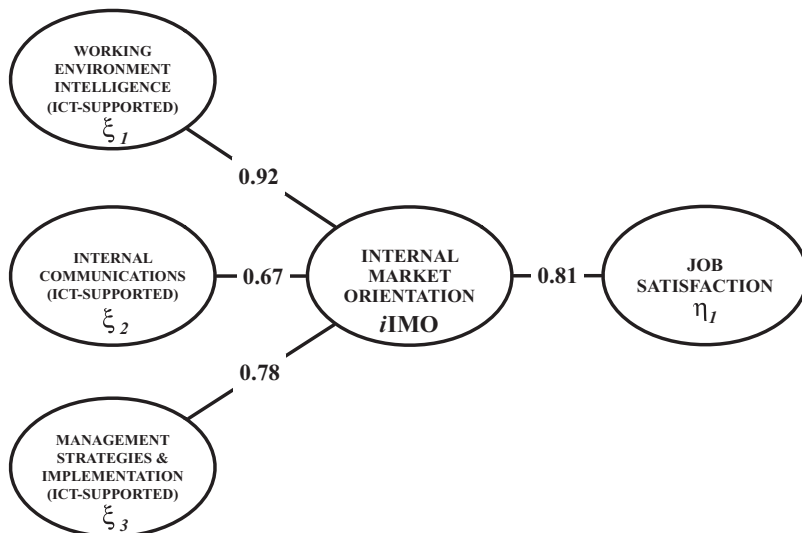 WORKING
ENVIRONMENT
INTELLIGENCE
(ICT-SUPPORTED)
ξ1
0.92
INTERNAL
COMMUNICATIONS
(ICT-SUPPORTED)
ξ2
0.67
INTERNAL
MARKET
ORIENTATION
iIMO
0.81
JOB
SATISFACTION
η1
0.78
MANAGEMENT
STRATEGIES &
IMPLEMENTATION
(ICT-SUPPORTED)
ξ3